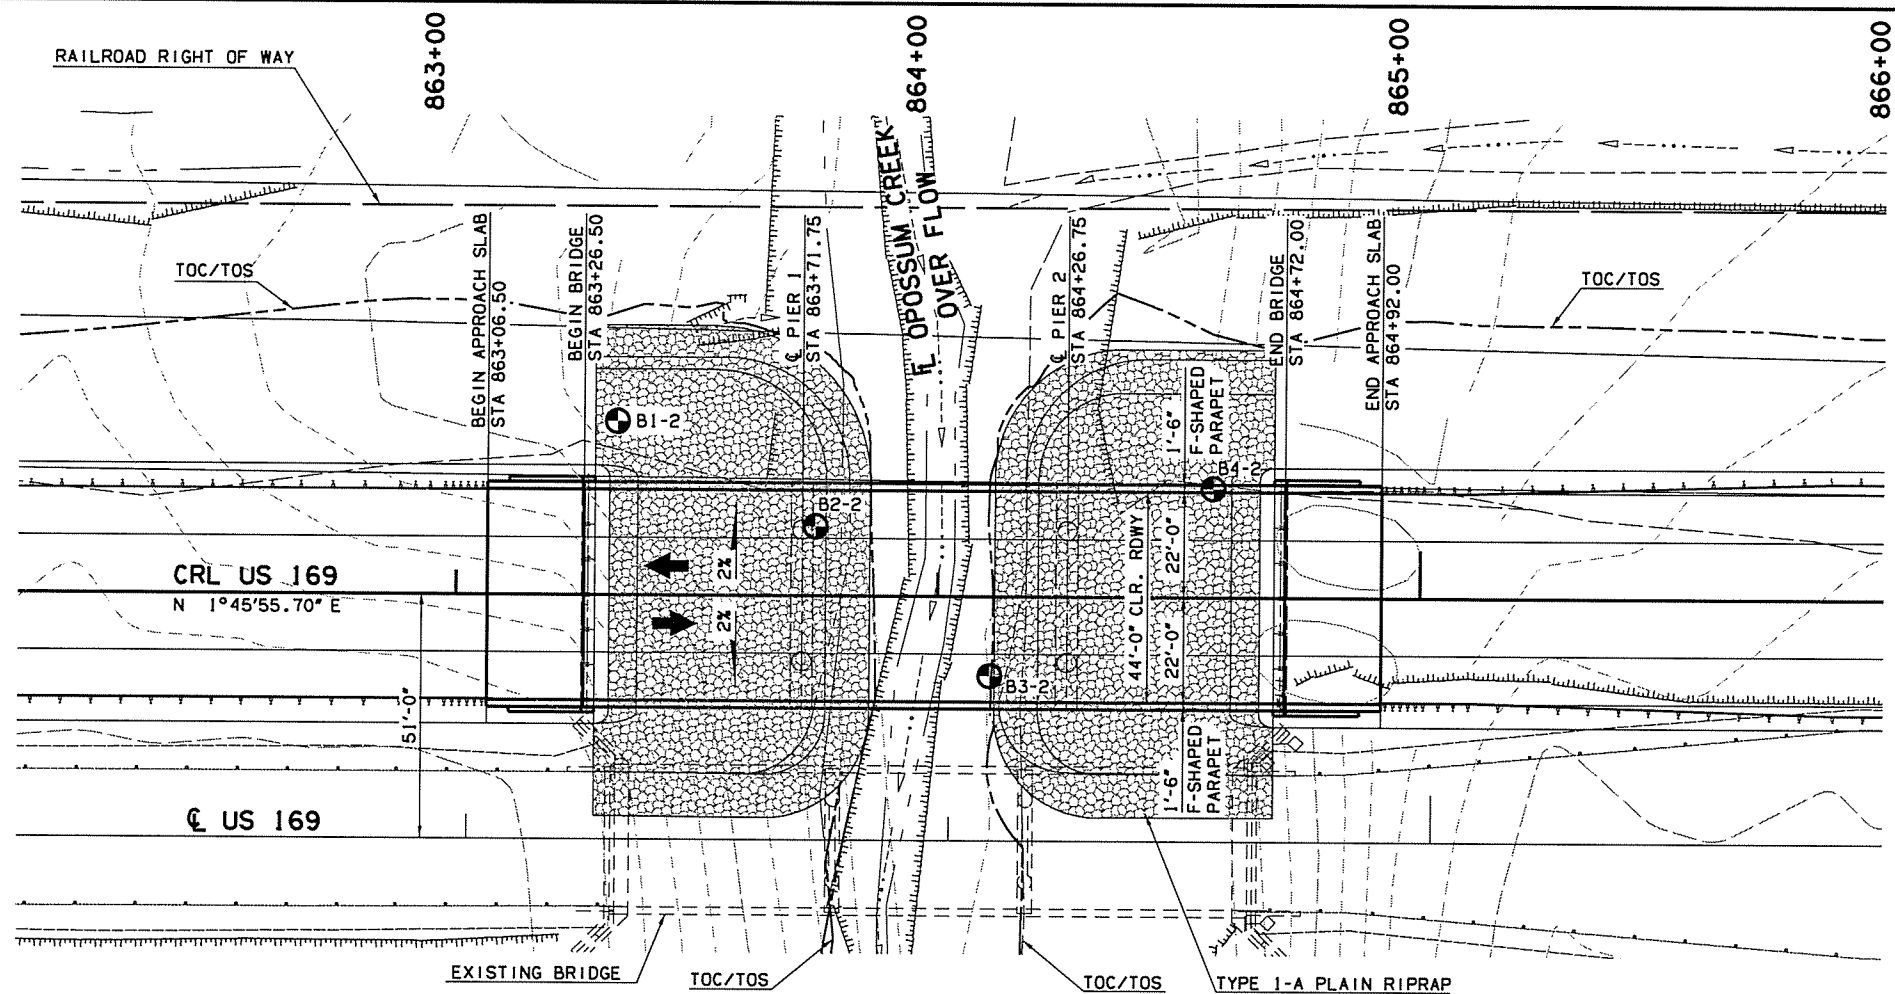 863+00
864+00
865+00
866+00
RAILROAD RIGHT OF WAY
TOC/TOS
BEGIN APPROACH SLAB
STA 863+06.50
BEGIN BRIDGE
STA 863+26.50
℄ PIER 1
STA 863+71.75
FL OPOSSUM CREEK
OVER FLOW
℄ PIER 2
STA 864+26.75
END BRIDGE
STA 864+72.00
END APPROACH SLAB
STA 864+92.00
TOC/TOS
B1-2
1'-6"
F-SHAPED
PARAPET
B4-2
B2-2
CRL US 169
N 1°45'55.70" E
2%
2%
44'-0" CLR. RDWY
22'-0"
22'-0"
B3-2
51'-0"
1'-6"
F-SHAPED
PARAPET
℄ US 169
EXISTING BRIDGE
TOC/TOS
TOC/TOS
TYPE 1-A PLAIN RIPRAP